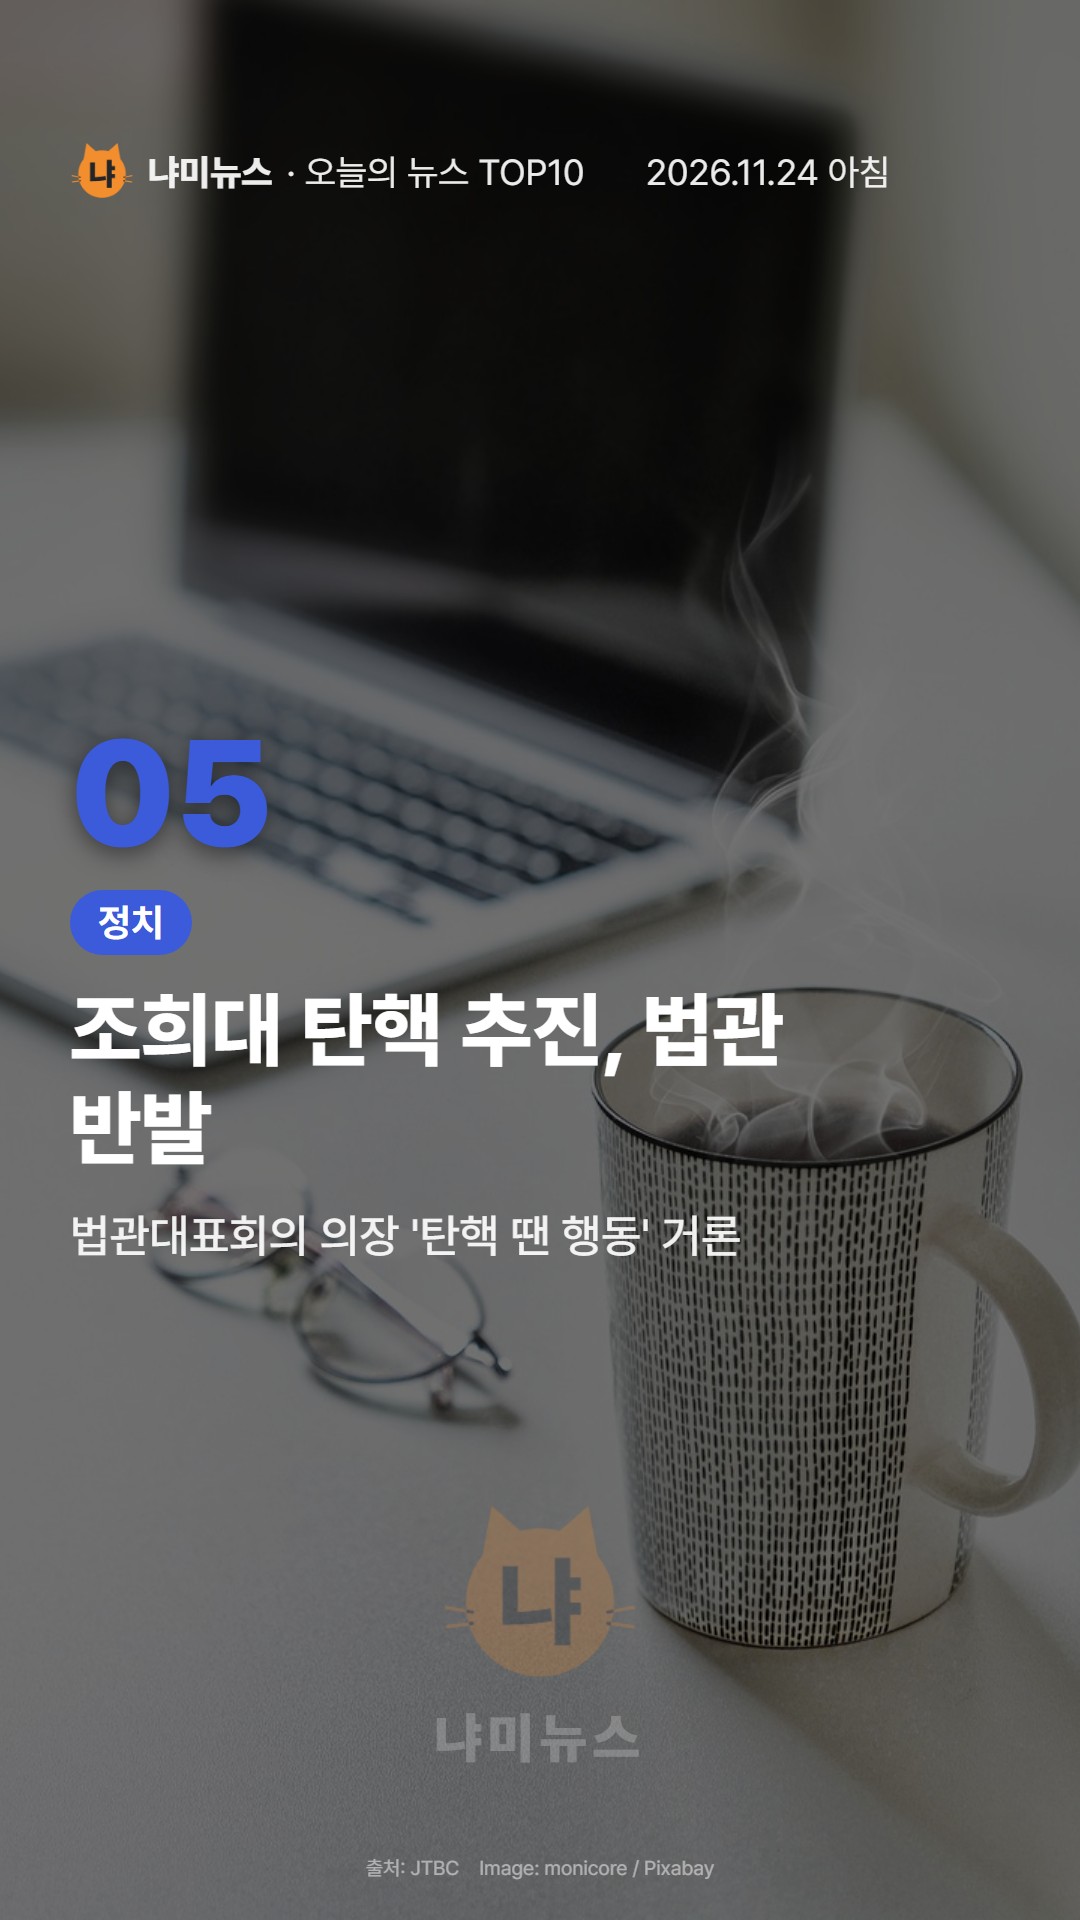 냐 냐미뉴스 · 오늘의 뉴스 TOP10 2026.11.24 아침
05
정치
조희대 탄핵 추진, 법관
반발
법관대표회의 의장 '탄핵 땐 행동' 거론
냐
냐미뉴스
출처: JTBC Image: monicore / Pixabay